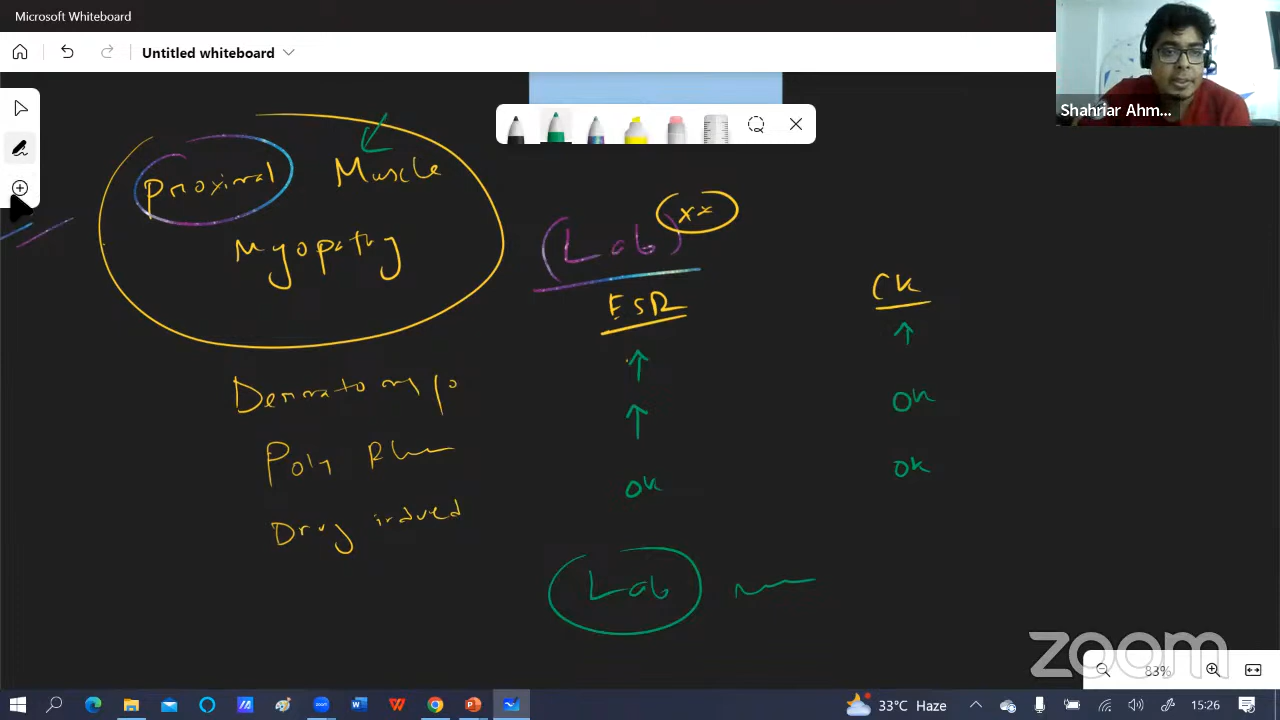 Microsoft Whiteboard
Untitled whiteboard
Shahriar Ahm...
Proximal Muscle
Myopathy
(Lab) xx
ESR CK
Dermatomyo ↑ ↑
Poly ↑ OK
Drug induced OK OK
Lab
zoom
83%
33°C Haze
15:26